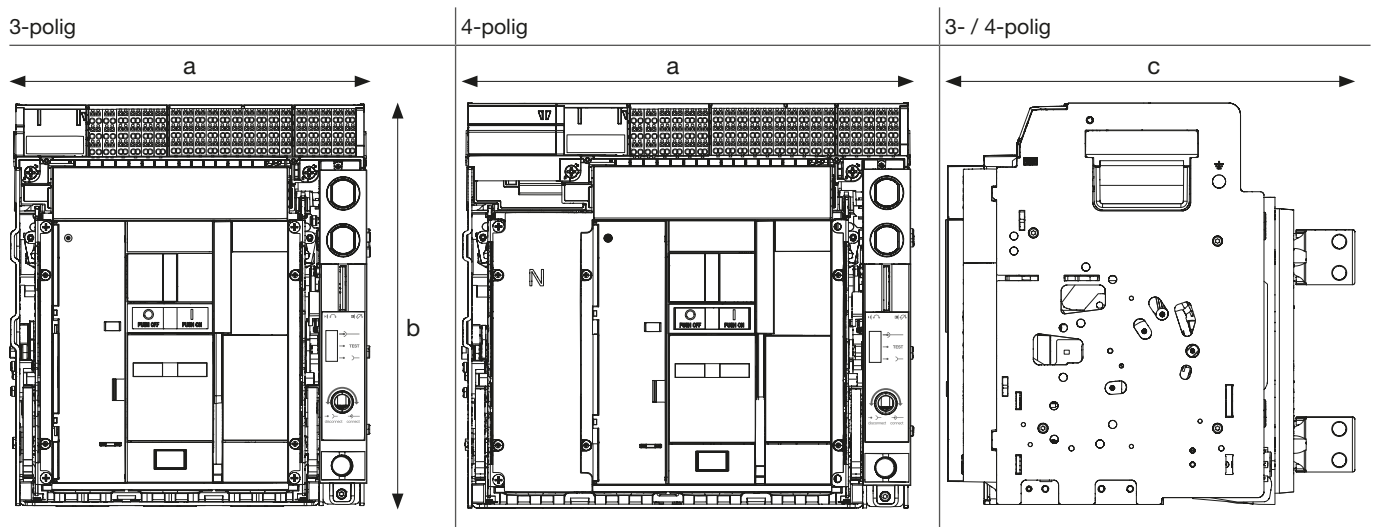 3-polig
4-polig
3- / 4-polig
a
a
c
b
N
PUSH OFF
PUSH ON
PUSH OFF
PUSH ON
TEST
TEST
disconnect connect
disconnect connect